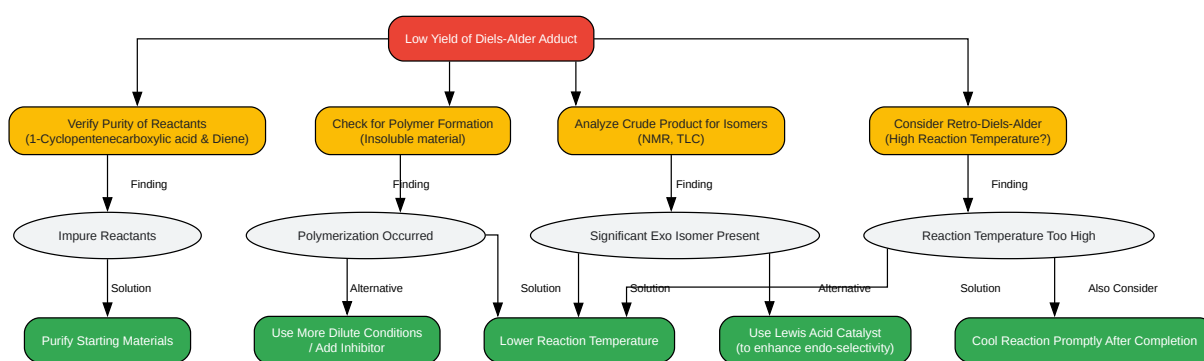 Low Yield of Diels-Alder Adduct
Verify Purity of Reactants
(1-Cyclopentenecarboxylic acid & Diene)
Check for Polymer Formation
(Insoluble material)
Analyze Crude Product for Isomers
(NMR, TLC)
Consider Retro-Diels-Alder
(High Reaction Temperature?)
Finding
Finding
Finding
Finding
Impure Reactants
Polymerization Occurred
Significant Exo Isomer Present
Reaction Temperature Too High
Solution
Alternative
Solution
Solution
Alternative
Solution
Also Consider
Purify Starting Materials
Use More Dilute Conditions
/ Add Inhibitor
Lower Reaction Temperature
Use Lewis Acid Catalyst
(to enhance endo-selectivity)
Cool Reaction Promptly After Completion